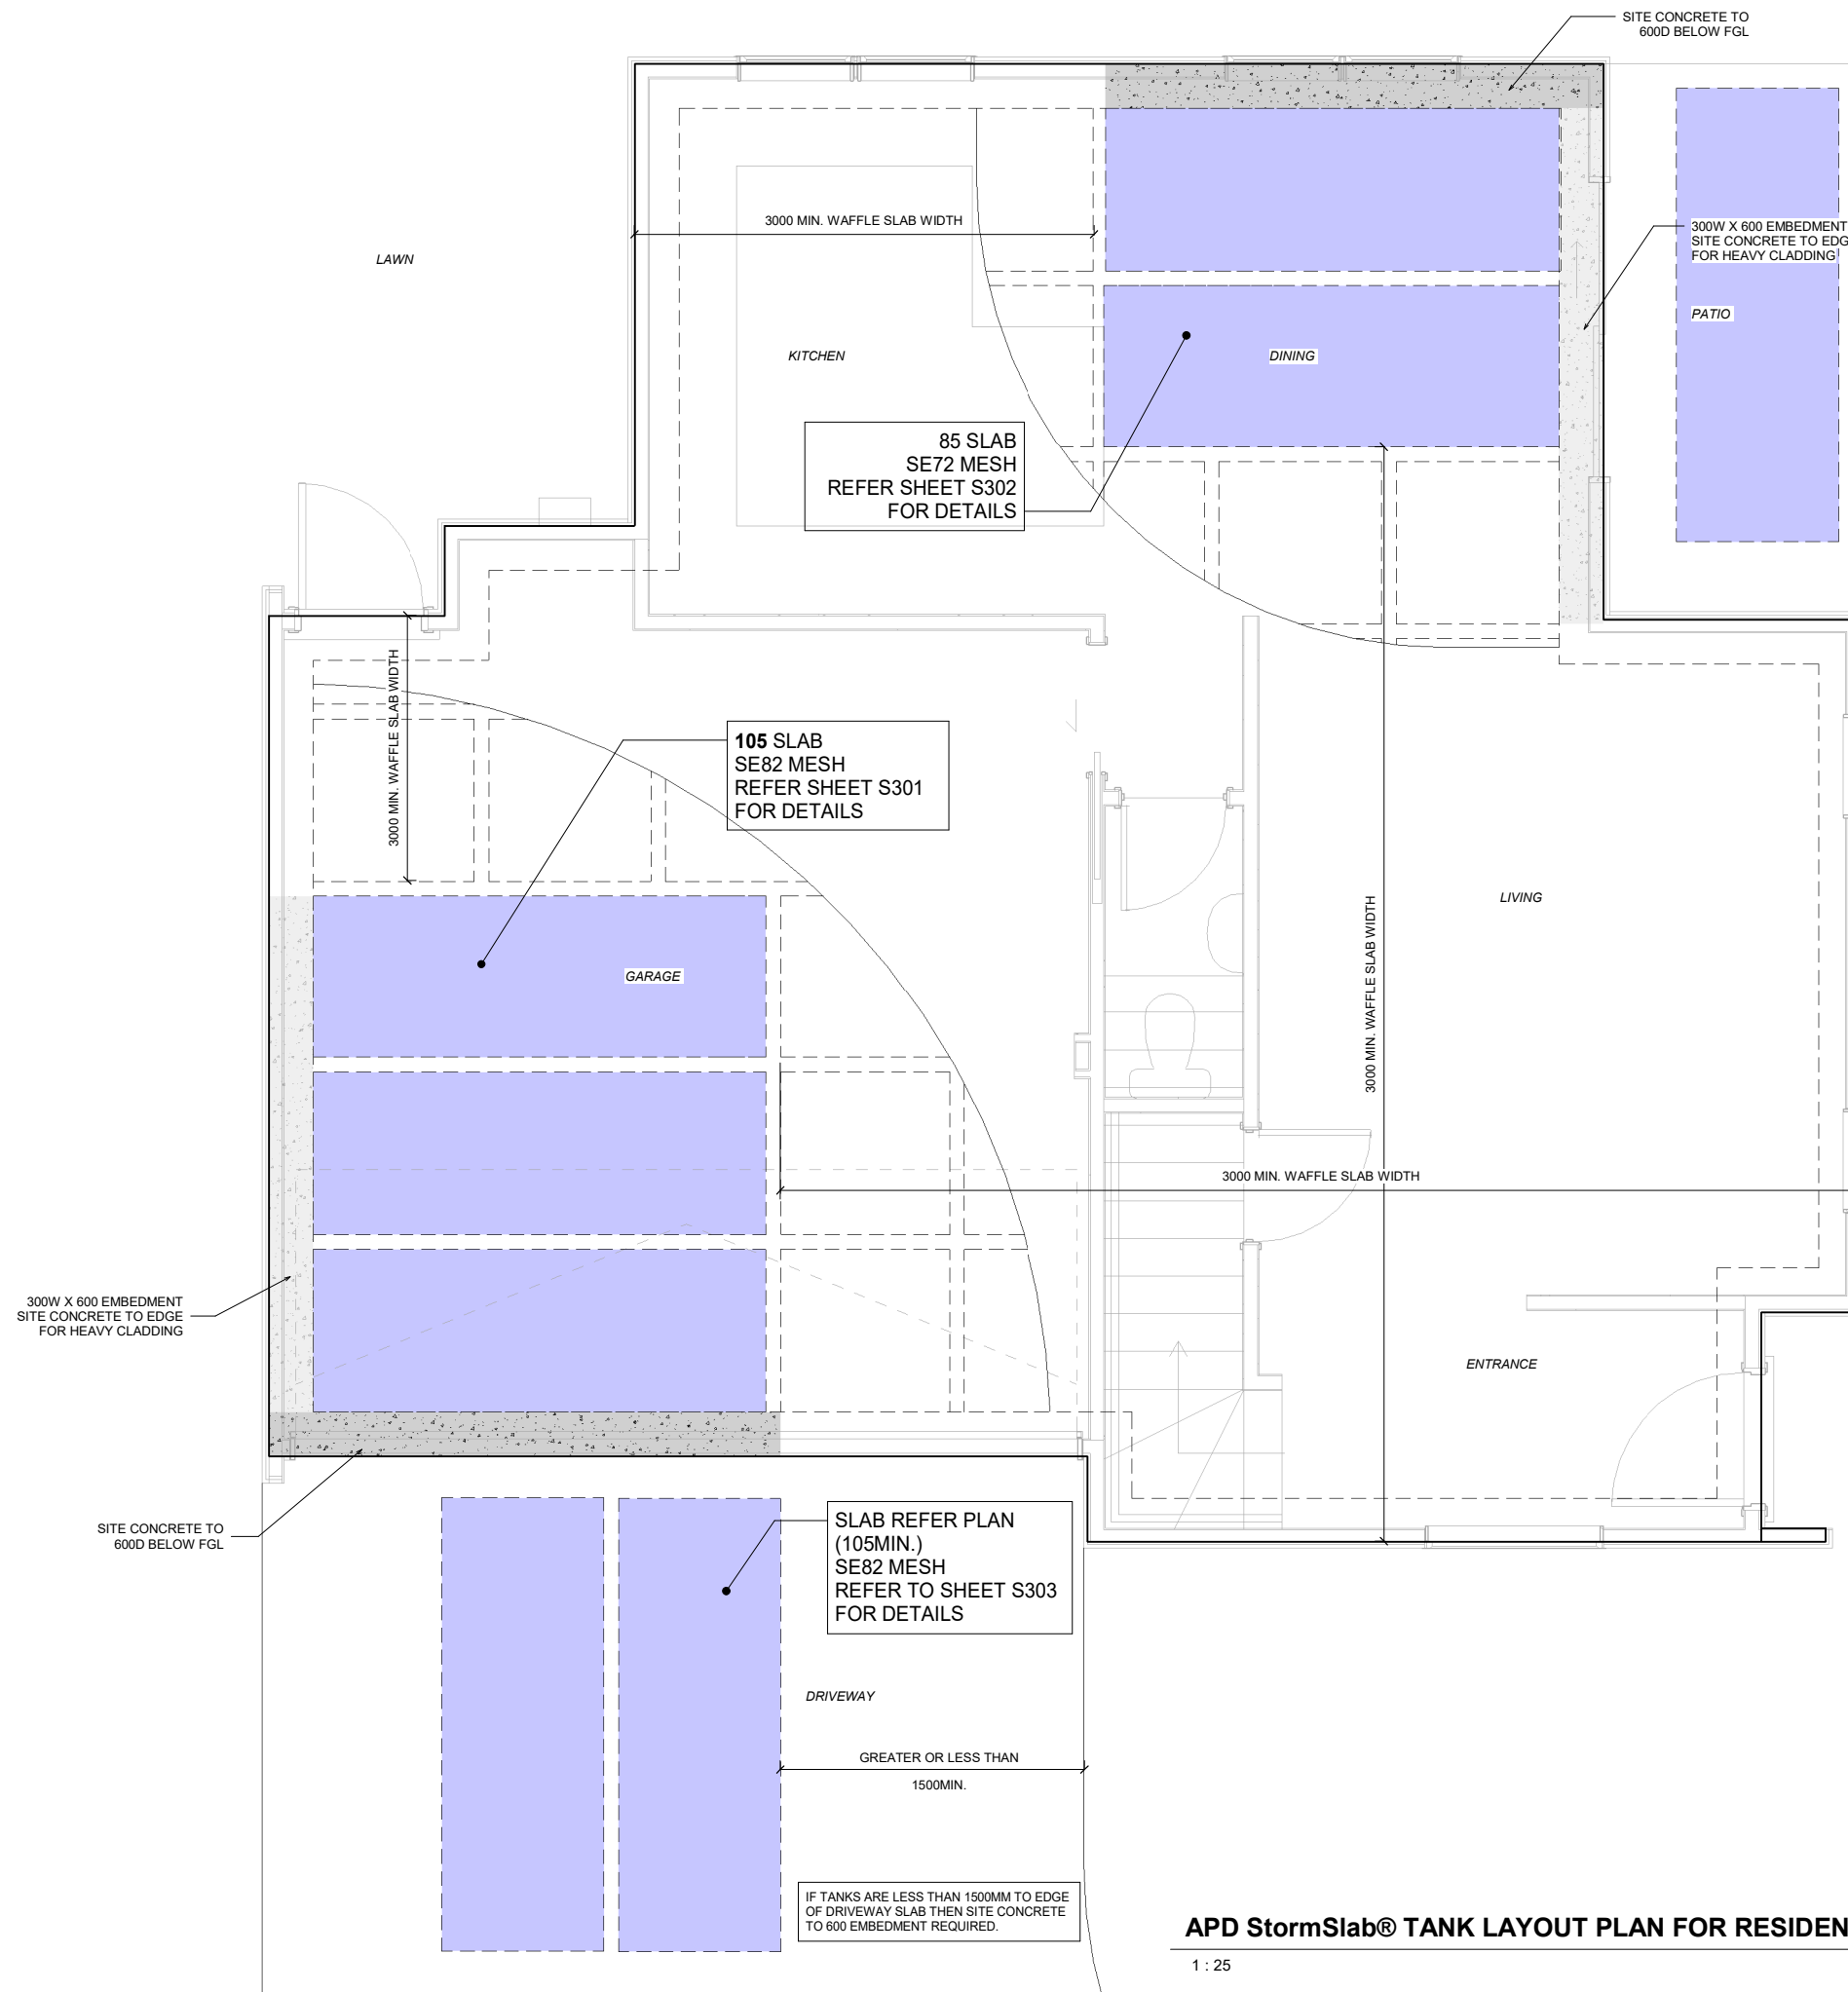 SITE CONCRETE TO
600D BELOW FGL
3000 MIN. WAFFLE SLAB WIDTH
LAWN
300W X 600 EMBEDMENT
SITE CONCRETE TO EDG
FOR HEAVY CLADDING
PATIO
KITCHEN
DINING
85 SLAB
SE72 MESH
REFER SHEET S302
FOR DETAILS
3000 MIN. WAFFLE SLAB WIDTH
105 SLAB
SE82 MESH
REFER SHEET S301
FOR DETAILS
LIVING
GARAGE
3000 MIN. WAFFLE SLAB WIDTH
3000 MIN. WAFFLE SLAB WIDTH
300W X 600 EMBEDMENT
SITE CONCRETE TO EDGE
FOR HEAVY CLADDING
ENTRANCE
SITE CONCRETE TO
600D BELOW FGL
SLAB REFER PLAN
(105MIN.)
SE82 MESH
REFER TO SHEET S303
FOR DETAILS
DRIVEWAY
GREATER OR LESS THAN
1500MIN.
IF TANKS ARE LESS THAN 1500MM TO EDGE
OF DRIVEWAY SLAB THEN SITE CONCRETE
TO 600 EMBEDMENT REQUIRED.
APD StormSlab® TANK LAYOUT PLAN FOR RESIDEN
1 : 25